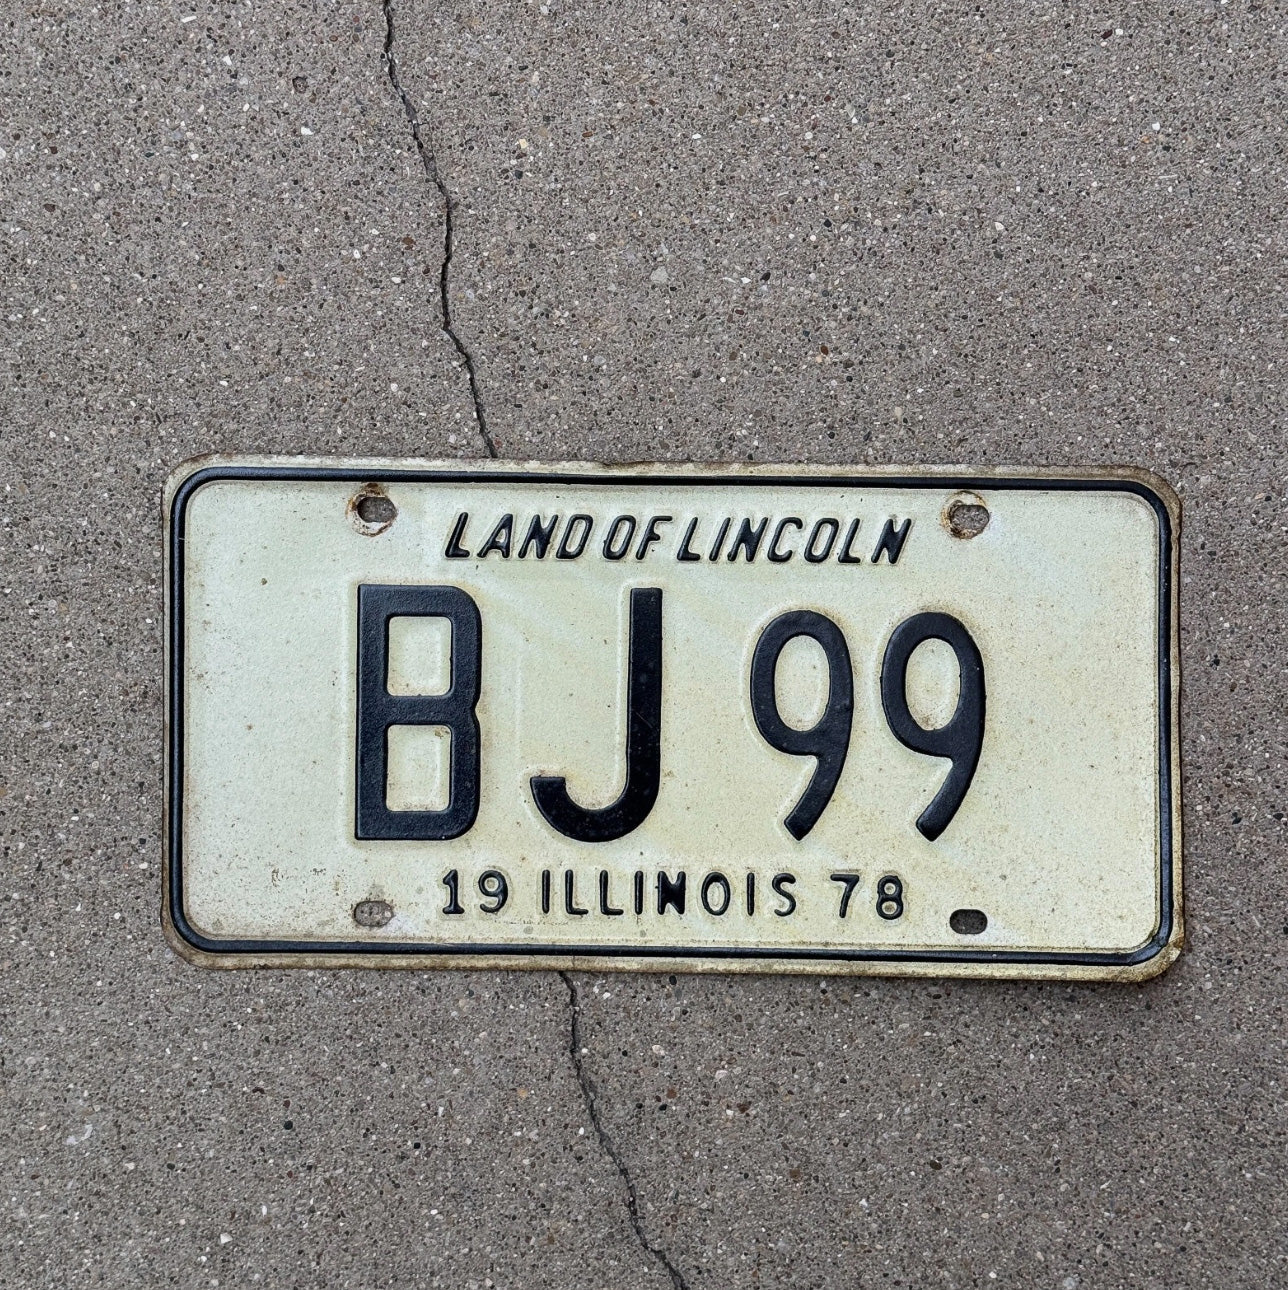 LAND OF LINCOLN
BJ 99
19 ILLINOIS 78